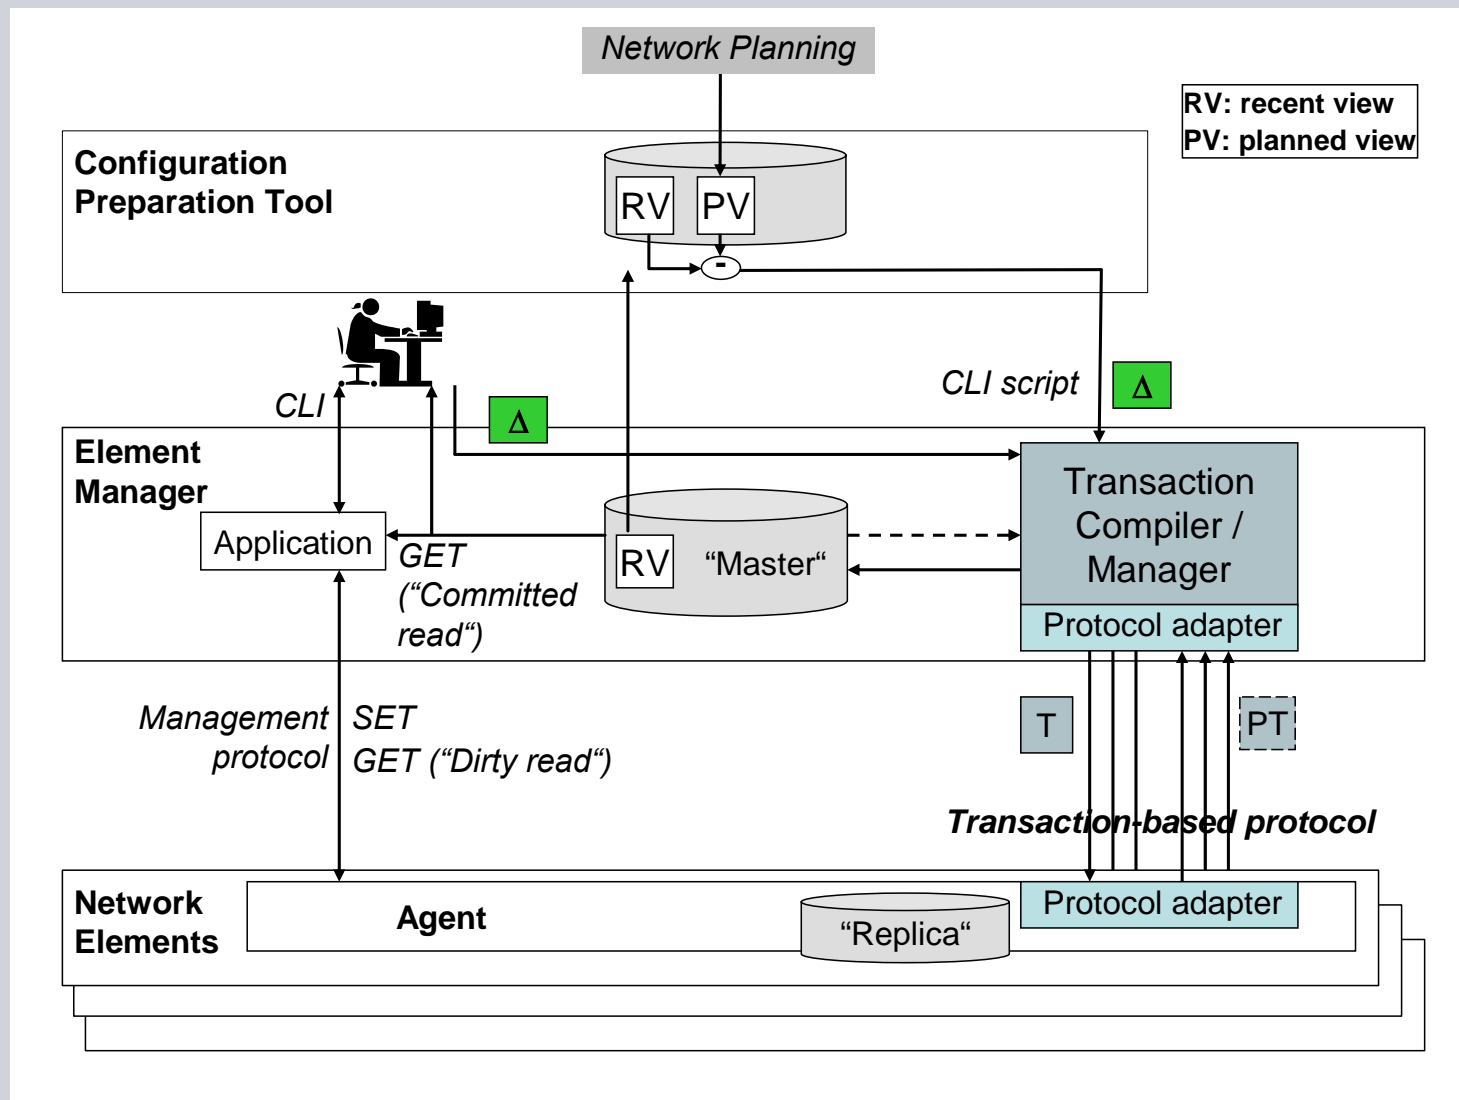 Network Planning
RV: recent view
PV: planned view
Configuration
Preparation Tool
RV
PV
-
CLI script
Δ
CLI
Δ
Element
Manager
Application
GET
(“Committed
read“)
RV
“Master“
Transaction
Compiler /
Manager
Protocol adapter
Management
protocol
SET
GET (“Dirty read“)
T
PT
Transaction-based protocol
Network
Elements
Agent
“Replica“
Protocol adapter